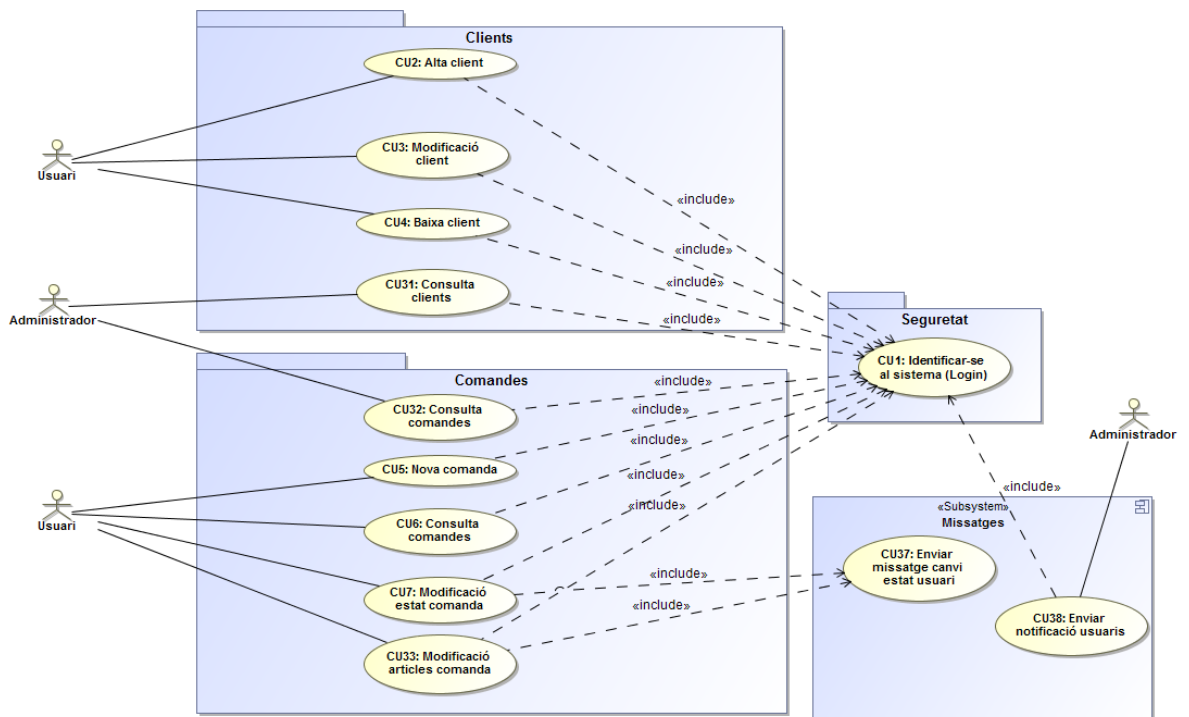 Clients
CU2: Alta client
CU3: Modificació
client
Usuari
«include»
CU4: Baixa client
«include»
CU31: Consulta
clients
«include»
Administrador
«include»
Seguretat
CU1: Identificar-se
al sistema (Login)
Comandes
«include»
CU32: Consulta
comandes
«include»
Administrador
«include»
CU5: Nova comanda
«include»
«include»
«include»
Usuari
CU6: Consulta
comandes
«Subsystem»
Missatges
CU37: Enviar
missatge canvi
estat usuari
«include»
CU7: Modificació
estat comanda
«include»
CU38: Enviar
notificació usuaris
CU33: Modificació
articles comanda